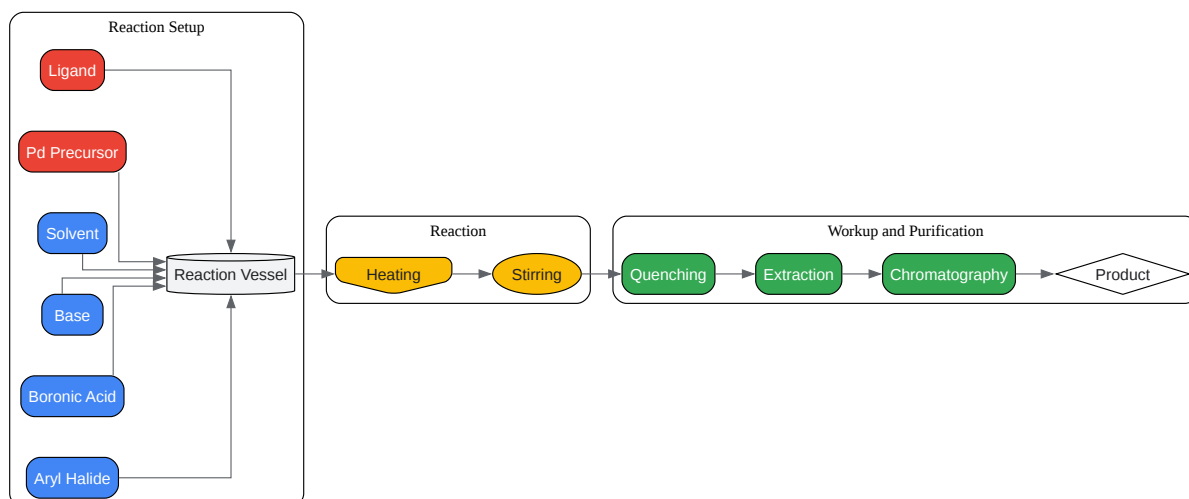 Reaction Setup
Ligand
Pd Precursor
Solvent
Base
Boronic Acid
Aryl Halide
Reaction Vessel
Reaction
Heating
Stirring
Workup and Purification
Quenching
Extraction
Chromatography
Product